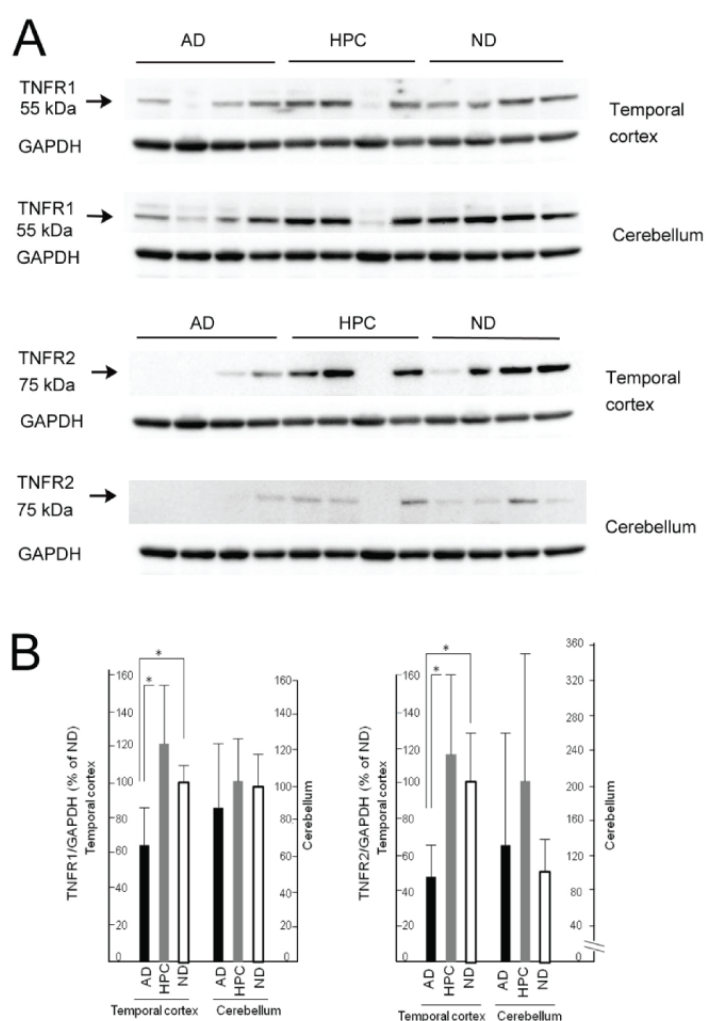 A
AD HPC ND
TNFR1
55 kDa
GAPDH
Temporal
cortex
TNFR1
55 kDa
GAPDH
Cerebellum
AD HPC ND
TNFR2
75 kDa
GAPDH
Temporal
cortex
TNFR2
75 kDa
GAPDH
Cerebellum
B
TNFR1/GAPDH (% of ND)
Temporal cortex
160
140
120
100
80
60
40
20
0
*
*
160
140
120
100
80
60
40
20
0
Cerebellum
AD HPC ND AD HPC ND
Temporal cortex Cerebellum
TNFR2/GAPDH (% of ND)
Temporal cortex
160
140
120
100
80
60
40
20
0
*
*
360
320
280
240
200
160
120
80
40
0
Cerebellum
AD HPC ND AD HPC ND
Temporal cortex Cerebellum